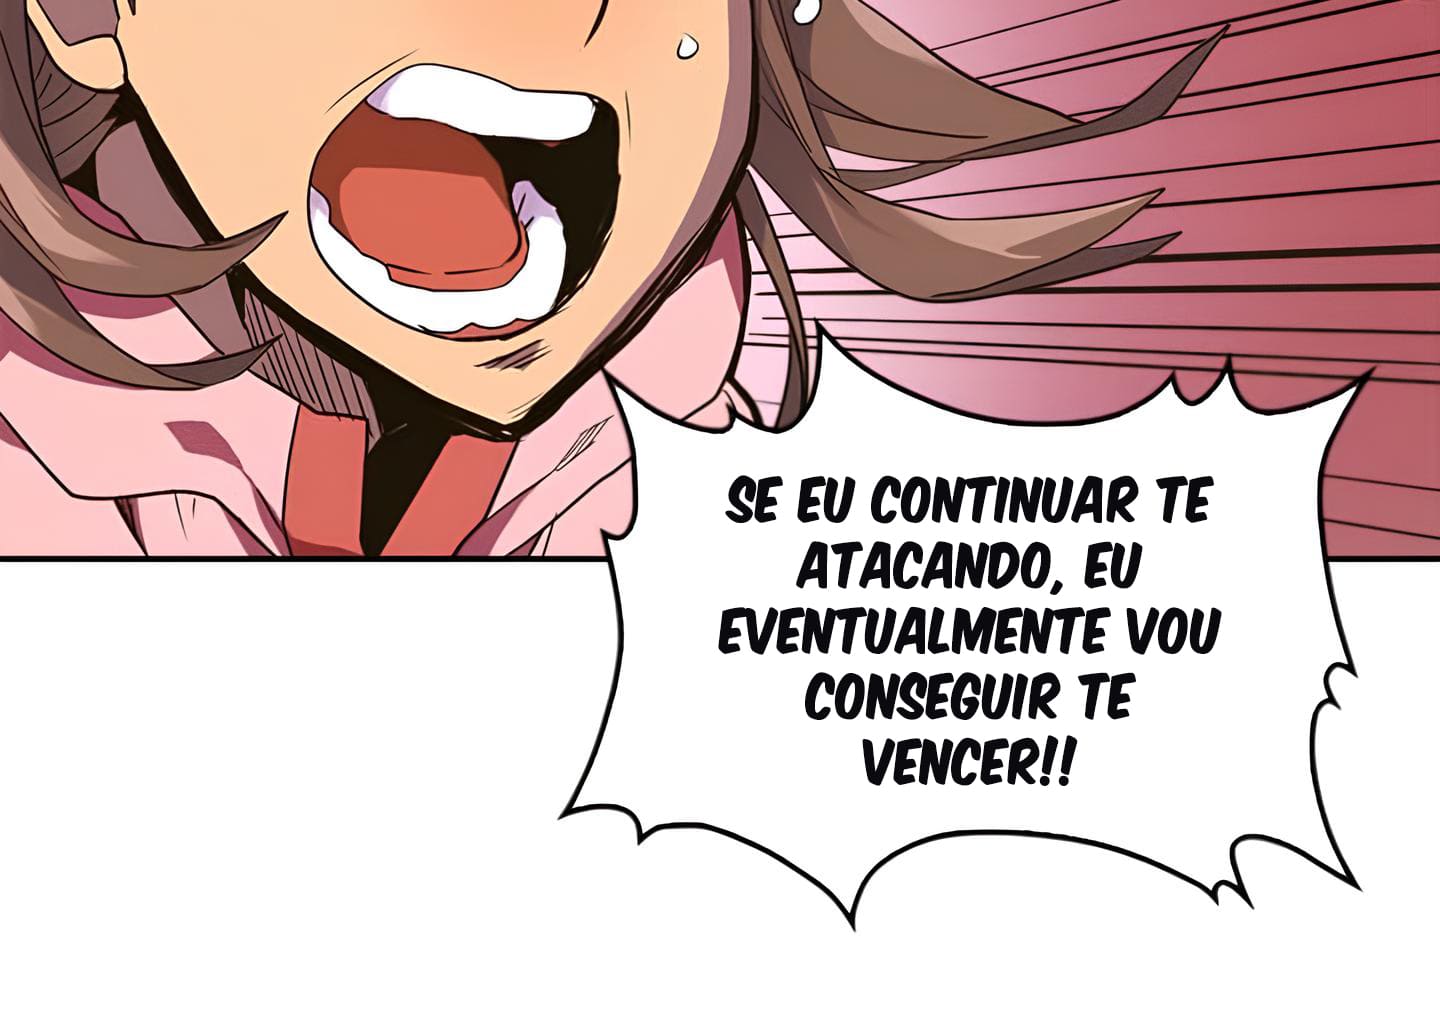 SE EU CONTINUAR TE
ATACANDO, EU
EVENTUALMENTE VOU
CONSEGUIR TE
VENCER!!